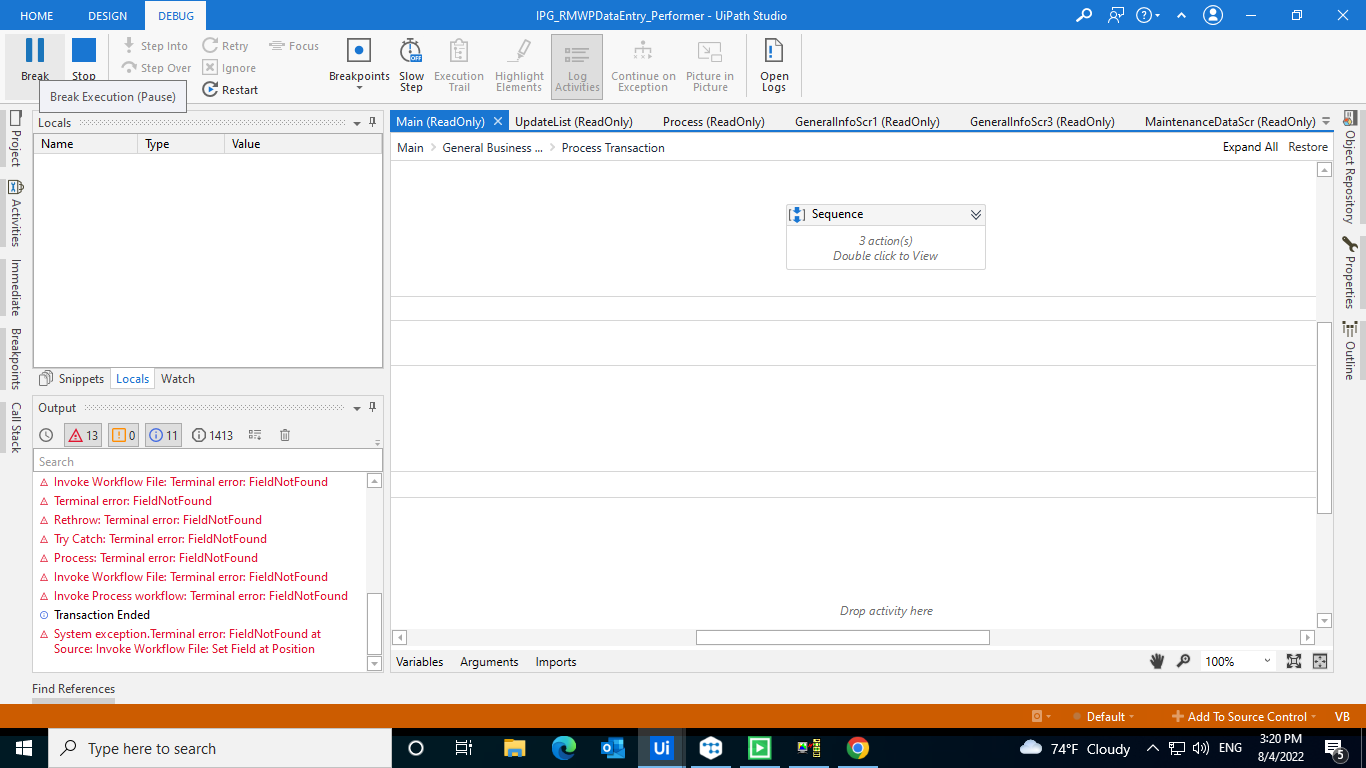 HOME
DESIGN
DEBUG
IPG_RMWPDataEntry_Performer - UiPath Studio
Break
Stop
Step Into
Step Over
Retry
Ignore
Restart
Focus
Breakpoints
Slow
Step
OFF
Execution
Trail
Highlight
Elements
Log
Activities
Continue on
Exception
Picture in
Picture
Open
Logs
Break Execution (Pause)
Project
Activities
Immediate
Breakpoints
Call Stack
Locals
Name
Type
Value
Snippets
Locals
Watch
Output
13
0
11
1413
Search
Invoke Workflow File: Terminal error: FieldNotFound
Terminal error: FieldNotFound
Rethrow: Terminal error: FieldNotFound
Try Catch: Terminal error: FieldNotFound
Process: Terminal error: FieldNotFound
Invoke Workflow File: Terminal error: FieldNotFound
Invoke Process workflow: Terminal error: FieldNotFound
Transaction Ended
System exception.Terminal error: FieldNotFound at
Source: Invoke Workflow File: Set Field at Position
Find References
Main (ReadOnly)
UpdateList (ReadOnly)
Process (ReadOnly)
GeneralInfoScr1 (ReadOnly)
GeneralInfoScr3 (ReadOnly)
MaintenanceDataScr (ReadOnly)
Main
General Business ...
Process Transaction
Expand All
Restore
Sequence
3 action(s)
Double click to View
Drop activity here
Variables
Arguments
Imports
100%
Object Repository
Properties
Outline
Default
Add To Source Control
VB
Type here to search
Ui
74°F Cloudy
ENG
3:20 PM
8/4/2022
5